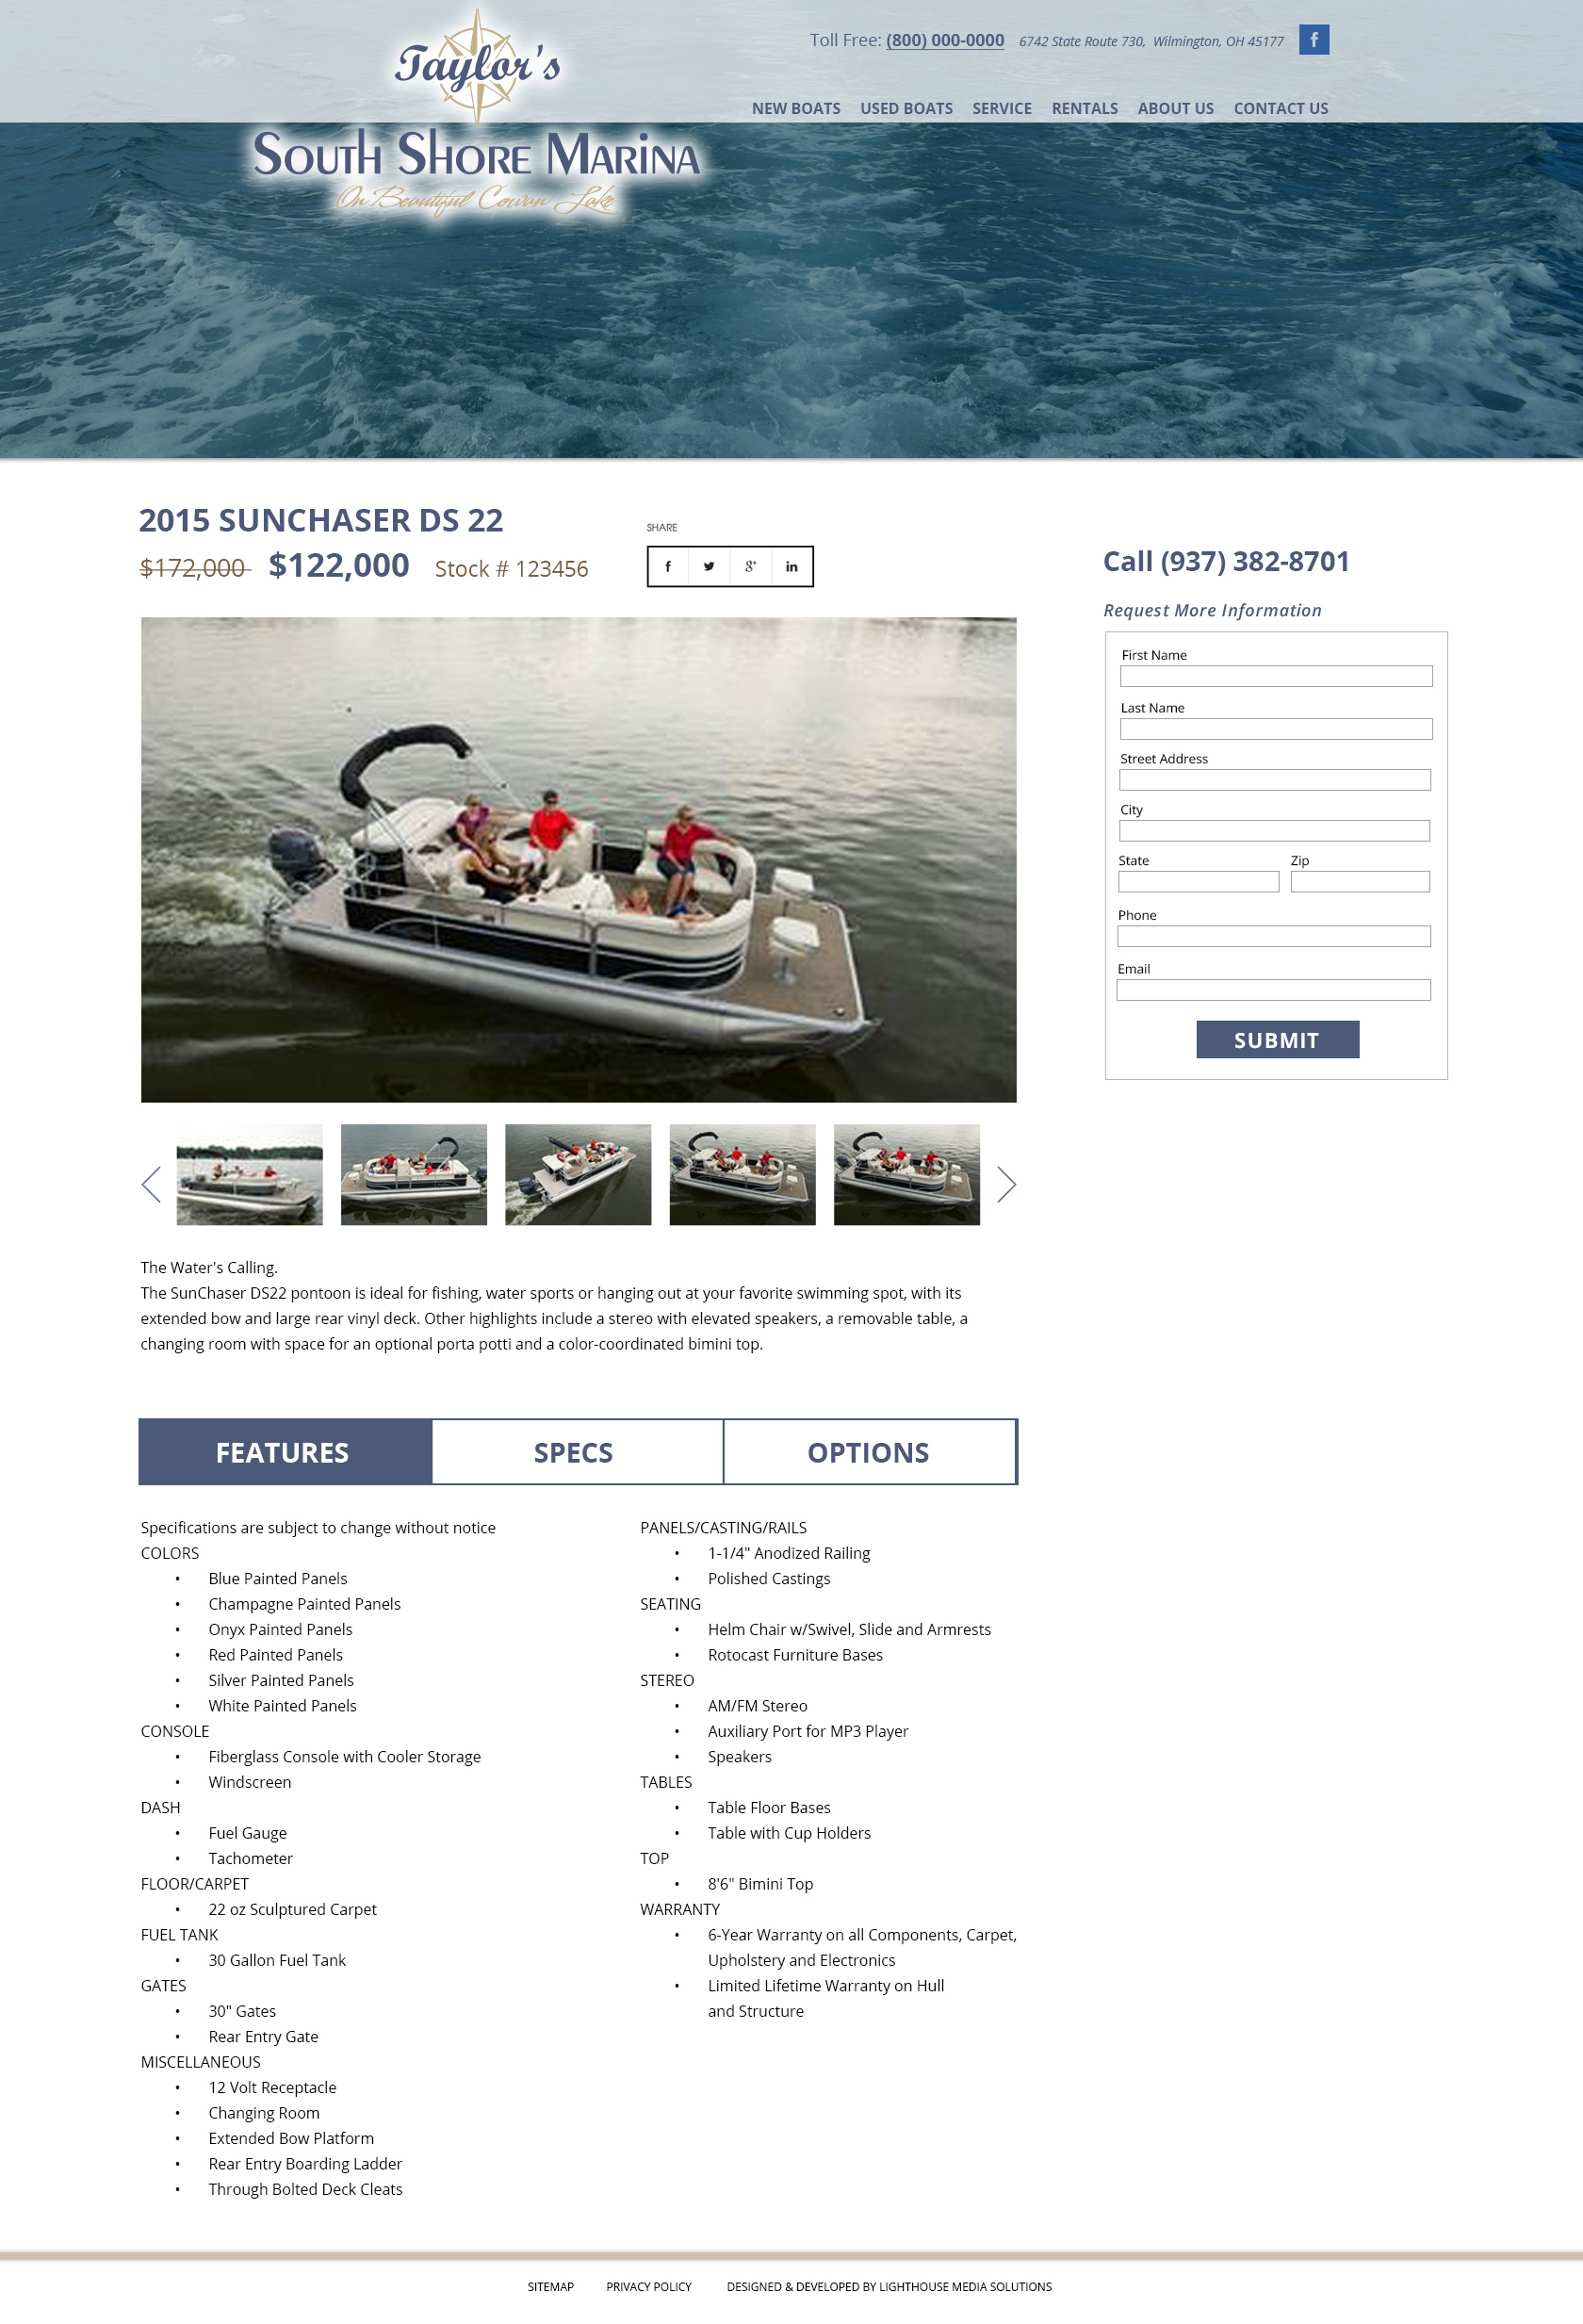 Taylor's
South Shore Marina
On Beautiful Cowan Lake
Toll Free: (800) 000-0000 6742 State Route 730, Wilmington, OH 45177 f
NEW BOATS USED BOATS SERVICE RENTALS ABOUT US CONTACT US
2015 SUNCHASER DS 22
$172,000 $122,000 Stock # 123456
SHARE
f g+ in
Call (937) 382-8701
Request More Information
First Name
Last Name
Street Address
City
State Zip
Phone
Email
SUBMIT
The Water's Calling.
The SunChaser DS22 pontoon is ideal for fishing, water sports or hanging out at your favorite swimming spot, with its
extended bow and large rear vinyl deck. Other highlights include a stereo with elevated speakers, a removable table, a
changing room with space for an optional porta potti and a color-coordinated bimini top.
FEATURES SPECS OPTIONS
Specifications are subject to change without notice
COLORS
• Blue Painted Panels
• Champagne Painted Panels
• Onyx Painted Panels
• Red Painted Panels
• Silver Painted Panels
• White Painted Panels
CONSOLE
• Fiberglass Console with Cooler Storage
• Windscreen
DASH
• Fuel Gauge
• Tachometer
FLOOR/CARPET
• 22 oz Sculptured Carpet
FUEL TANK
• 30 Gallon Fuel Tank
GATES
• 30" Gates
• Rear Entry Gate
MISCELLANEOUS
• 12 Volt Receptacle
• Changing Room
• Extended Bow Platform
• Rear Entry Boarding Ladder
• Through Bolted Deck Cleats
PANELS/CASTING/RAILS
• 1-1/4" Anodized Railing
• Polished Castings
SEATING
• Helm Chair w/Swivel, Slide and Armrests
• Rotocast Furniture Bases
STEREO
• AM/FM Stereo
• Auxiliary Port for MP3 Player
• Speakers
TABLES
• Table Floor Bases
• Table with Cup Holders
TOP
• 8'6" Bimini Top
WARRANTY
• 6-Year Warranty on all Components, Carpet,
Upholstery and Electronics
• Limited Lifetime Warranty on Hull
and Structure
SITEMAP PRIVACY POLICY DESIGNED & DEVELOPED BY LIGHTHOUSE MEDIA SOLUTIONS